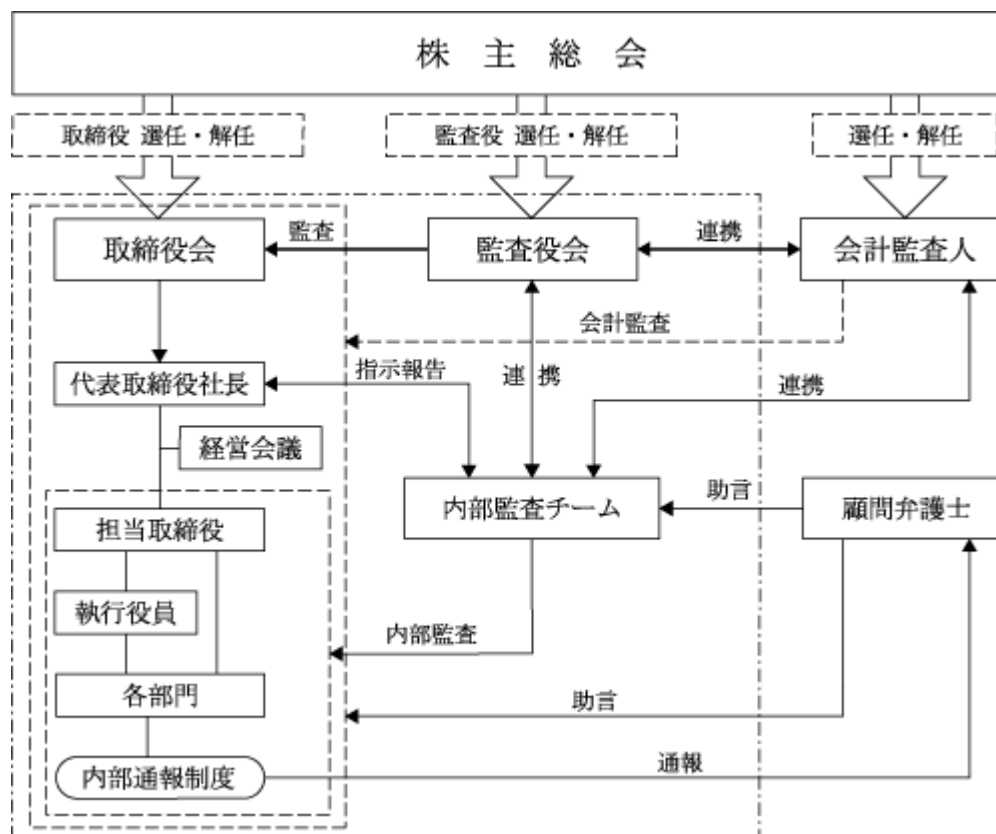 株主総会
取締役 選任・解任
監査役 選任・解任
選任・解任
取締役会
監査
監査役会
連携
会計監査人
会計監査
代表取締役社長
指示報告
連携
連携
経営会議
内部監査チーム
助言
顧問弁護士
担当取締役
執行役員
内部監査
各部門
助言
内部通報制度
通報